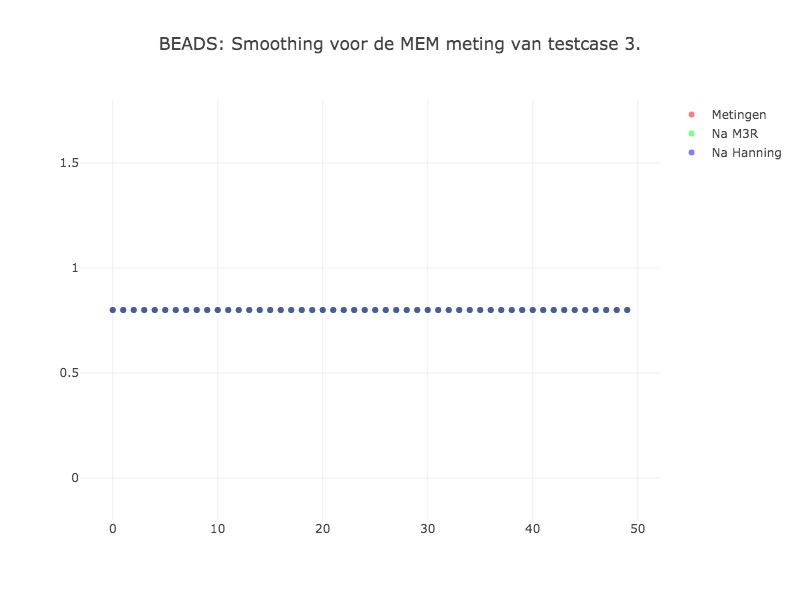 BEADS: Smoothing voor de MEM meting van testcase 3.
Metingen
Na M3R
Na Hanning
1.5
1
0.5
0
0 10 20 30 40 50